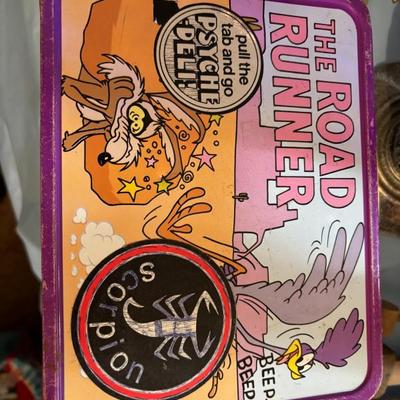 THE ROAD
RUNNER
pull the
tab and go
PSYCHE
DELI!
scorpion
BEEP
BEEP